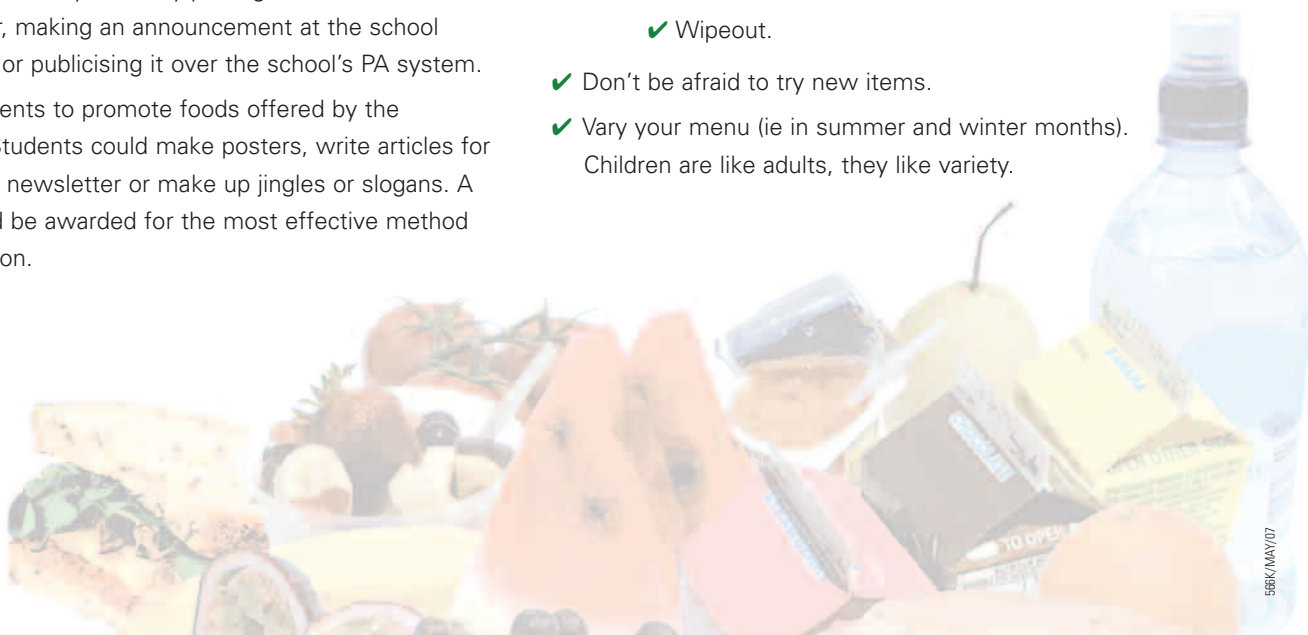 r, making an announcement at the school
or publicising it over the school's PA system.
ents to promote foods offered by the
Students could make posters, write articles for
newsletter or make up jingles or slogans. A
d be awarded for the most effective method
on.
✔ Wipeout.
✔ Don't be afraid to try new items.
✔ Vary your menu (ie in summer and winter months).
Children are like adults, they like variety.
TO OPEN
566K/MAY/07